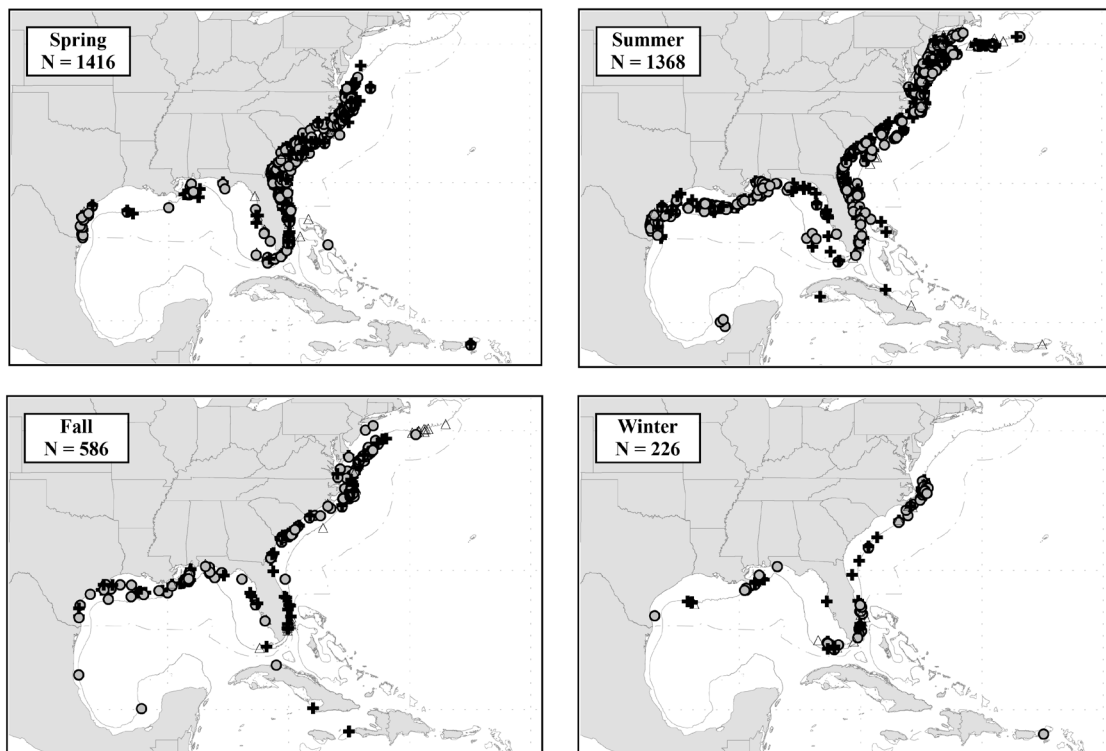 Spring
N = 1416
Summer
N = 1368
Fall
N = 586
Winter
N = 226